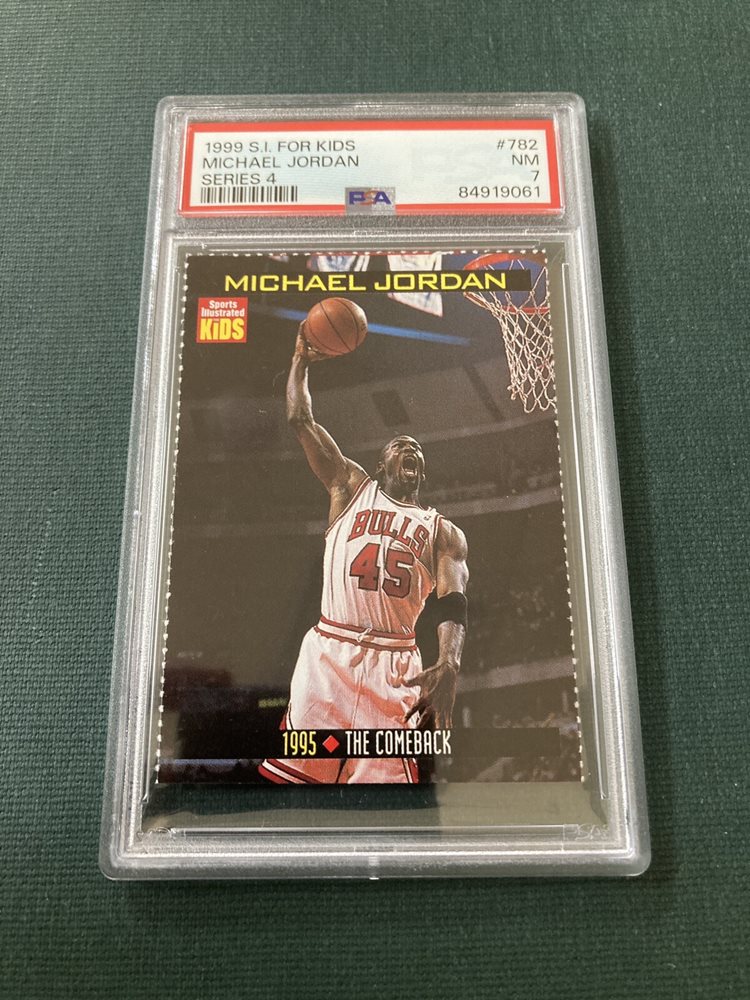 1999 S.I. FOR KIDS #782
MICHAEL JORDAN NM
SERIES 4 7
PSA 84919061
MICHAEL JORDAN
Sports
Illustrated
KIDS
BULLS
45
1995 ◆ THE COMEBACK